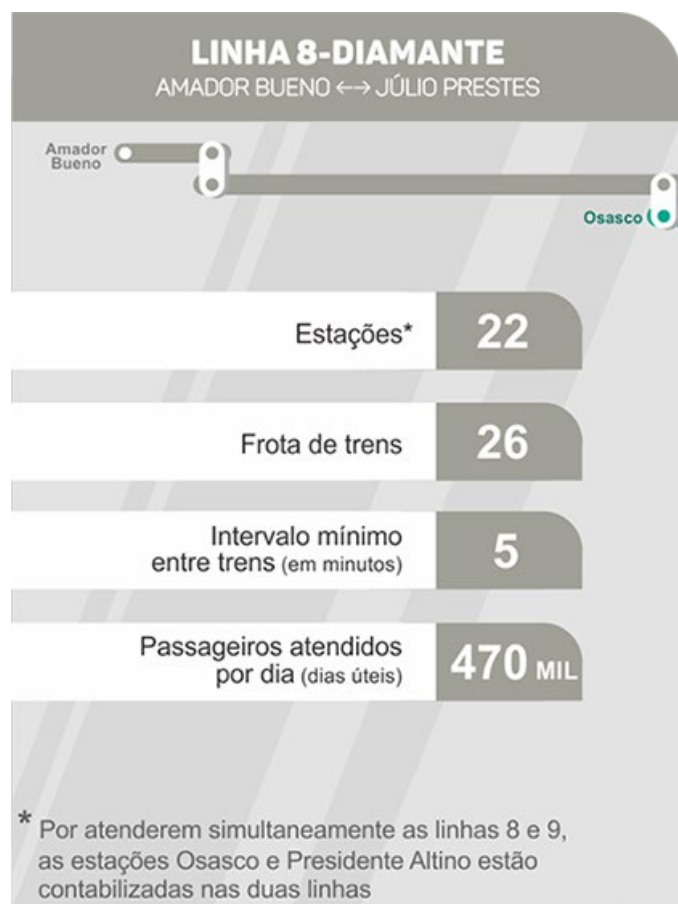 LINHA 8-DIAMANTE
AMADOR BUENO ←→ JÚLIO PRESTES
Amador
Bueno
Osasco
Estações* 22
Frota de trens 26
Intervalo mínimo
entre trens (em minutos) 5
Passageiros atendidos
por dia (dias úteis) 470 MIL
* Por atenderem simultaneamente as linhas 8 e 9,
as estações Osasco e Presidente Altino estão
contabilizadas nas duas linhas